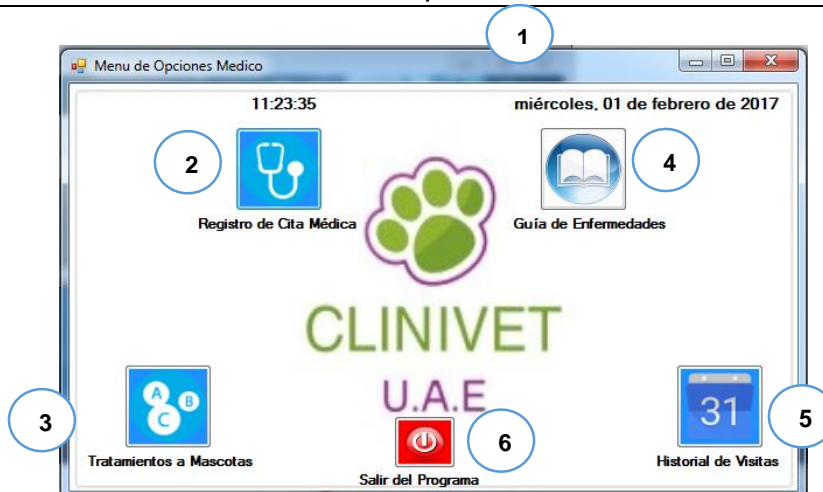 1
Menu de Opciones Medico
11:23:35 miércoles, 01 de febrero de 2017
2
4
Registro de Cita Médica
Guía de Enfermedades
CLINIVET
U.A.E
A
B
C
31
3
5
6
Tratamientos a Mascotas
Historial de Visitas
Salir del Programa